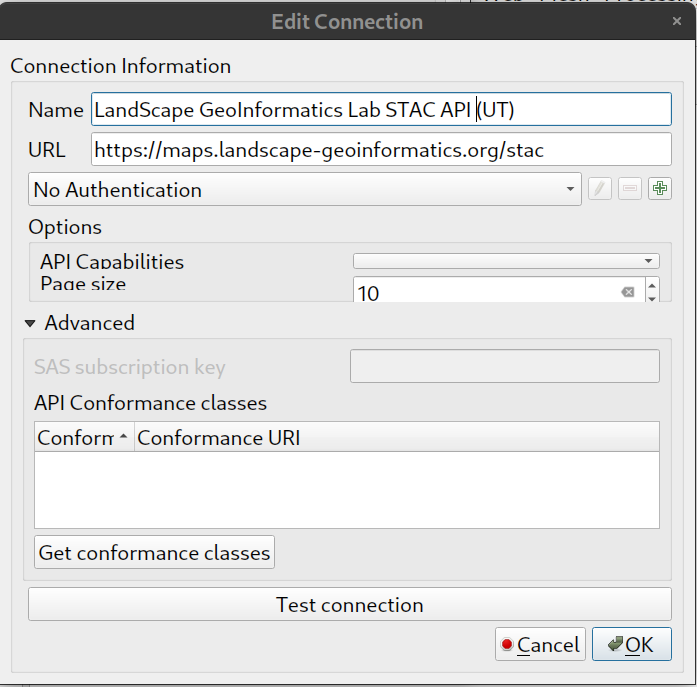 Edit Connection
Connection Information
Name LandScape GeoInformatics Lab STAC API (UT)
URL https://maps.landscape-geoinformatics.org/stac
No Authentication
Options
API Capabilities
Page size 10
Advanced
SAS subscription key
API Conformance classes
Conform Conformance URI
Get conformance classes
Test connection
Cancel OK